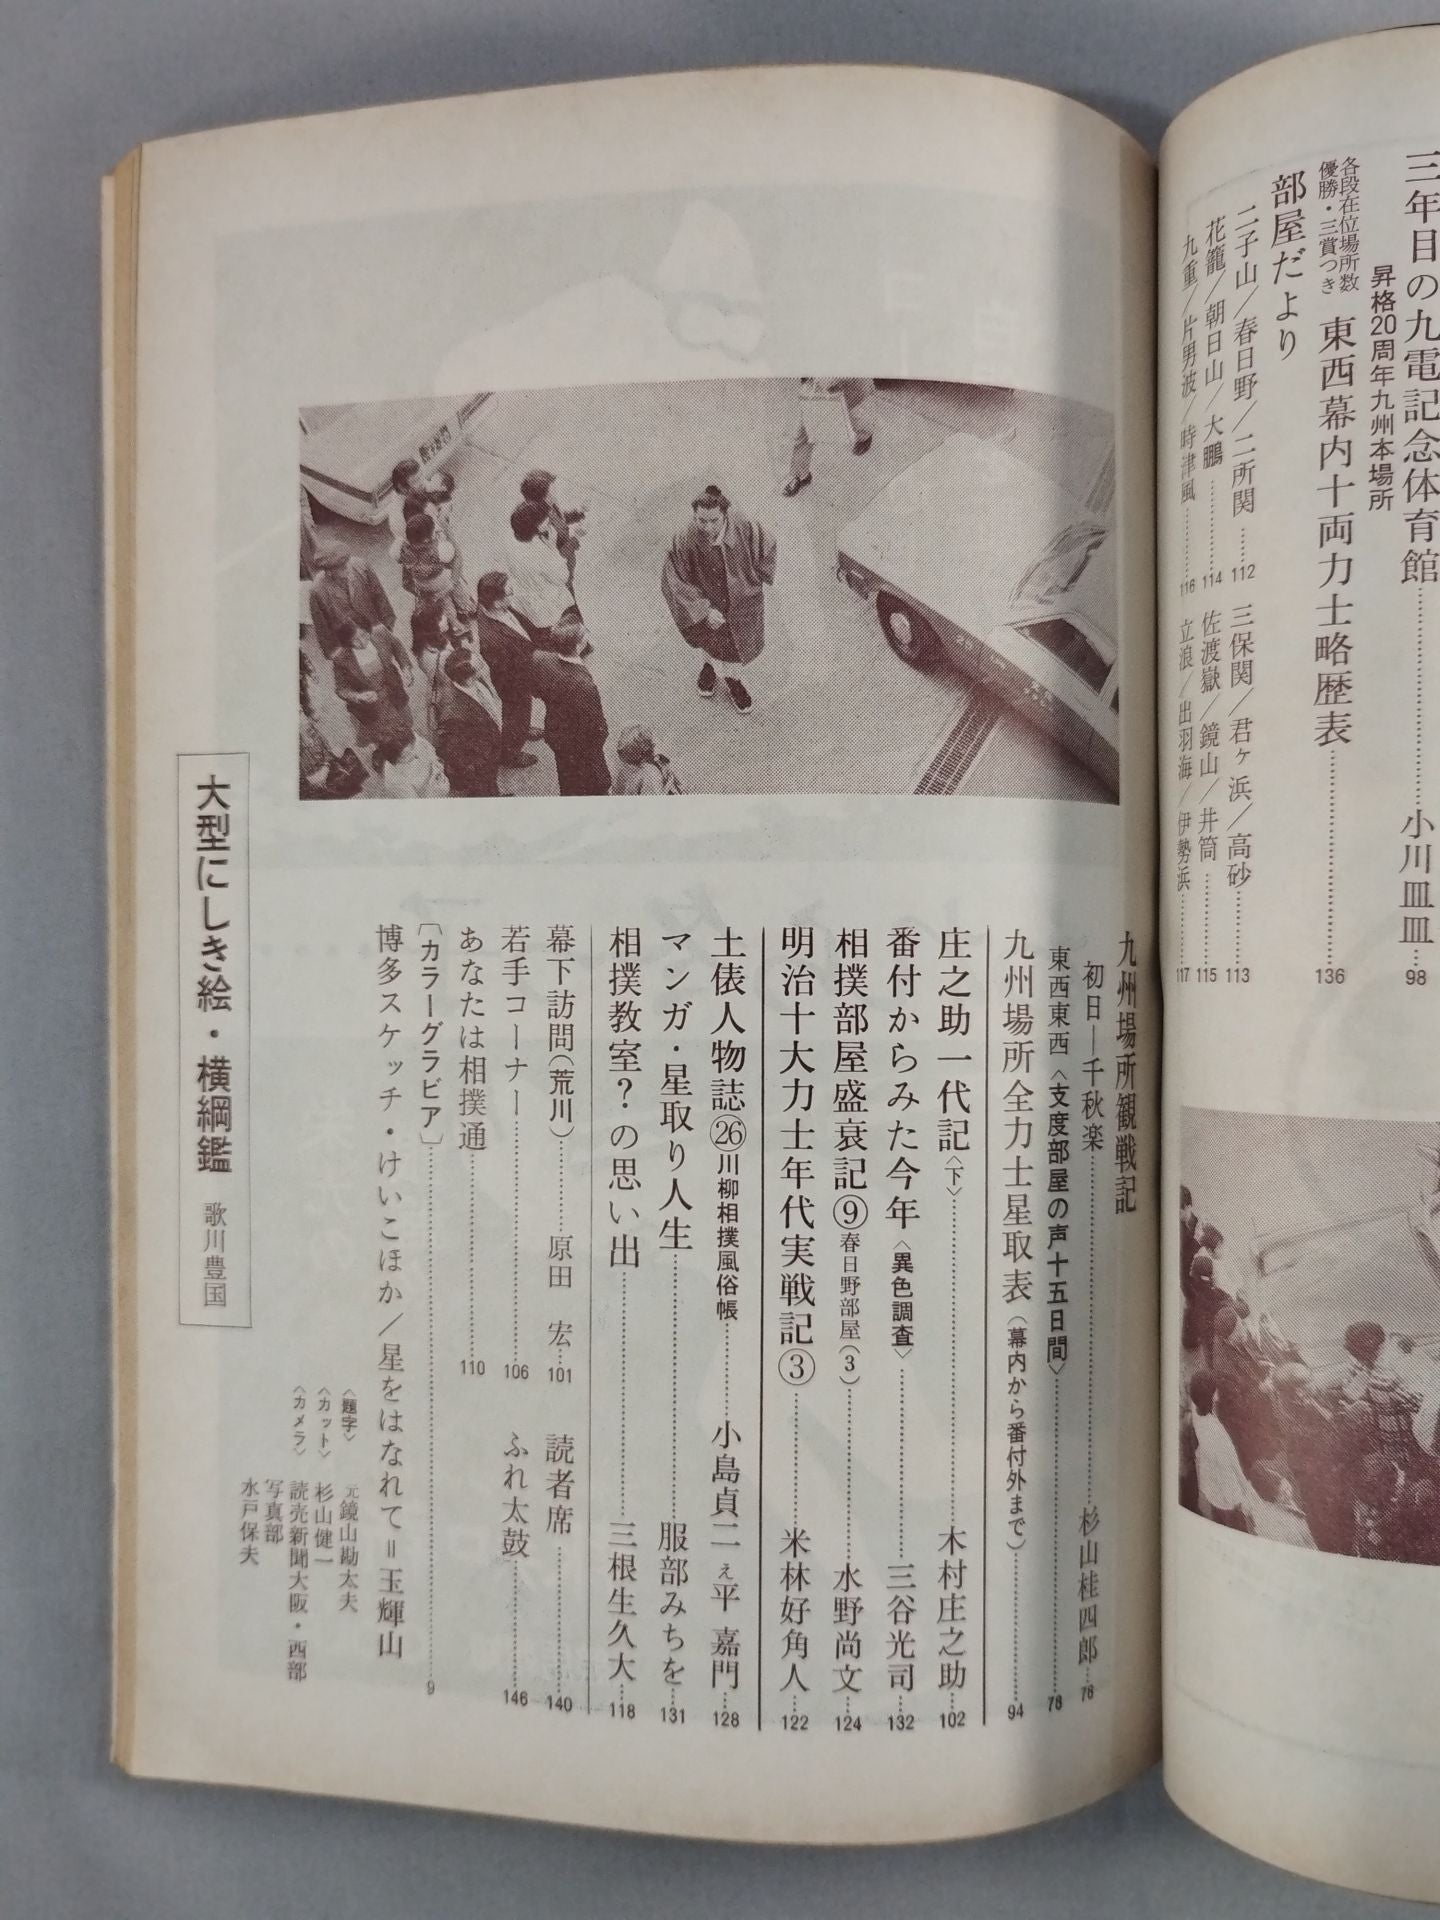 三年目の九電記念体育館……小川皿皿…98
昇格20周年九州本場所
各段在位場所数
優勝・三賞つき
東西幕内十両力士略歴表……136
部屋だより
二子山/春日野/二所関……112
三保関/君ヶ浜/高砂……113
花籠/朝日山/大鵬……114
佐渡嶽/鏡山/井筒……115
九重/片男波/時津風……116
立浪/出羽海/伊勢浜……117
九州場所観戦記
初日―千秋楽……杉山桂四郎…76
東西東西〈支度部屋の声十五日間〉……78
九州場所全力士星取表(幕内から番付外まで)……94
庄之助一代記〈下〉……木村庄之助…102
番付からみた今年〈異色調査〉……三谷光司…132
相撲部屋盛衰記⑨春日野部屋(3)……水野尚文…124
明治十大力士年代実戦記③……米林好角人…122
土俵人物誌㉖川柳相撲風俗帳……小島貞二 え平嘉門…128
マンガ・星取り人生……服部みちを…131
相撲教室?の思い出……三根生久大…118
幕下訪問(荒川)……原田 宏…101
読者席……140
若手コーナー……106
ふれ太鼓……146
あなたは相撲通……110
〔カラーグラビア〕……9
博多スケッチ・けいこほか/星をはなれて=玉輝山
〈題字〉 元鏡山勘太夫
〈カット〉 杉山健一
〈カメラ〉 読売新聞大阪・西部
写真部
水戸保夫
大型にしき絵・横綱鑑 歌川豊国